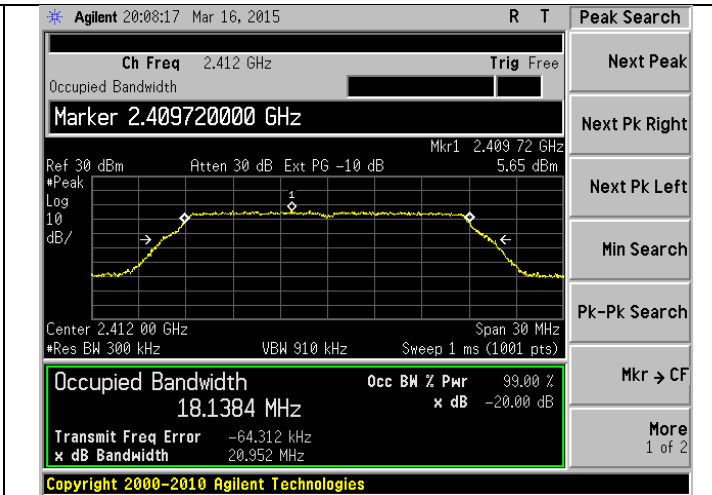 Agilent 20:08:17 Mar 16, 2015 R T
Peak Search
Ch Freq 2.412 GHz Trig Free
Occupied Bandwidth
Next Peak
Marker 2.409720000 GHz
Next Pk Right
Mkr1 2.409 72 GHz
Ref 30 dBm Atten 30 dB Ext PG -10 dB 5.65 dBm
#Peak
Log
10
dB/
1
Next Pk Left
Min Search
Pk-Pk Search
Center 2.412 00 GHz Span 30 MHz
#Res BW 300 kHz VBW 910 kHz Sweep 1 ms (1001 pts)
Occupied Bandwidth Occ BW % Pwr 99.00 %
18.1384 MHz x dB -20.00 dB
Mkr → CF
Transmit Freq Error -64.312 kHz
x dB Bandwidth 20.952 MHz
More
1 of 2
Copyright 2000-2010 Agilent Technologies